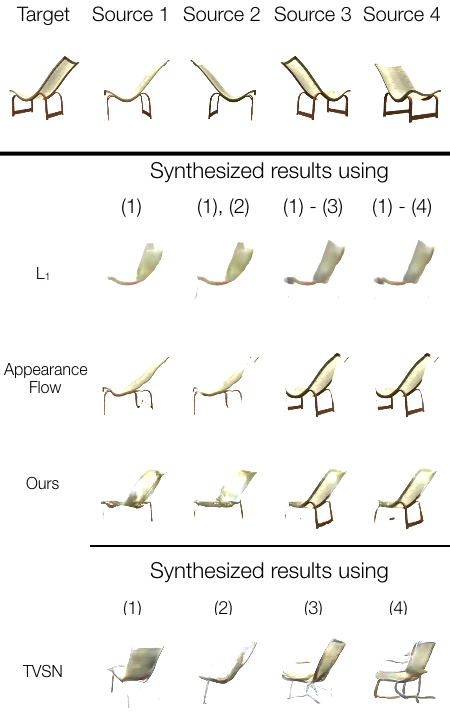 Target Source 1 Source 2 Source 3 Source 4
Synthesized results using
(1) (1), (2) (1) - (3) (1) - (4)
L₁
Appearance
Flow
Ours
Synthesized results using
(1) (2) (3) (4)
TVSN